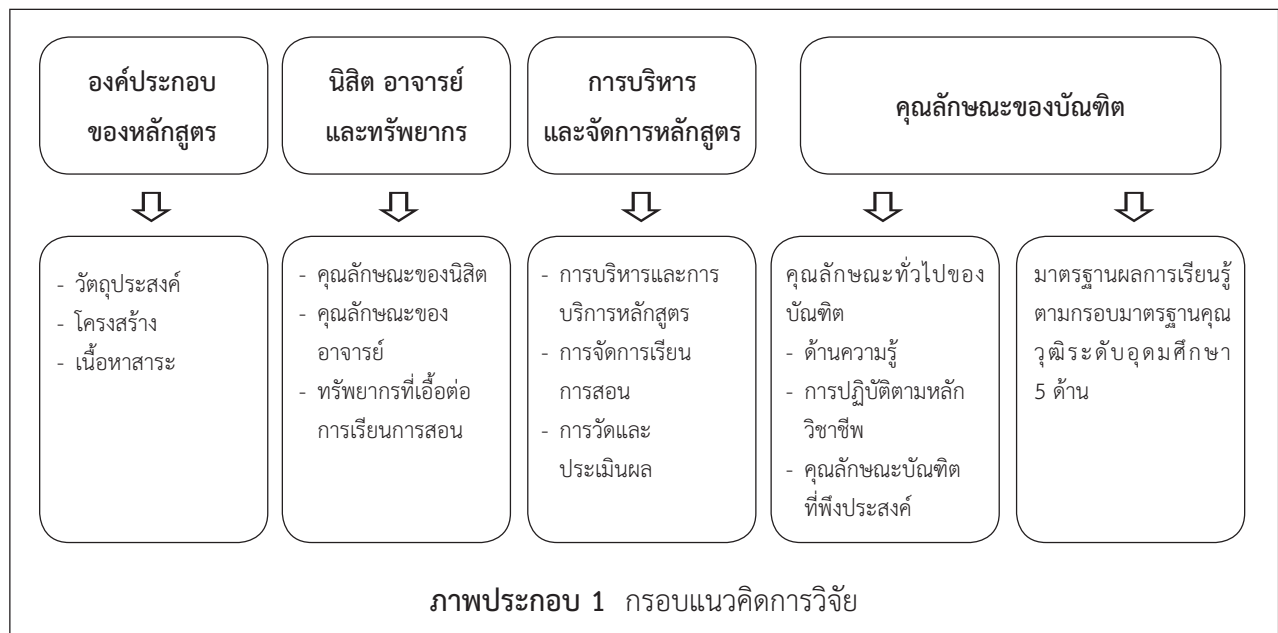 องค์ประกอบ
ของหลักสูตร
นิสิต อาจารย์
และทรัพยากร
การบริหาร
และจัดการหลักสูตร
คุณลักษณะของบัณฑิต
- วัตถุประสงค์
- โครงสร้าง
- เนื้อหาสาระ
- คุณลักษณะของนิสิต
- คุณลักษณะของ
อาจารย์
- ทรัพยากรที่เอื้อต่อ
การเรียนการสอน
- การบริหารและการ
บริการหลักสูตร
- การจัดการเรียน
การสอน
- การวัดและ
ประเมินผล
คุณลักษณะทั่วไปของ
บัณฑิต
- ด้านความรู้
- การปฏิบัติตามหลัก
วิชาชีพ
- คุณลักษณะบัณฑิต
ที่พึงประสงค์
มาตรฐานผลการเรียนรู้
ตามกรอบมาตรฐานคุณ
วุฒิระดับอุดมศึกษา
5 ด้าน
ภาพประกอบ 1 กรอบแนวคิดการวิจัย